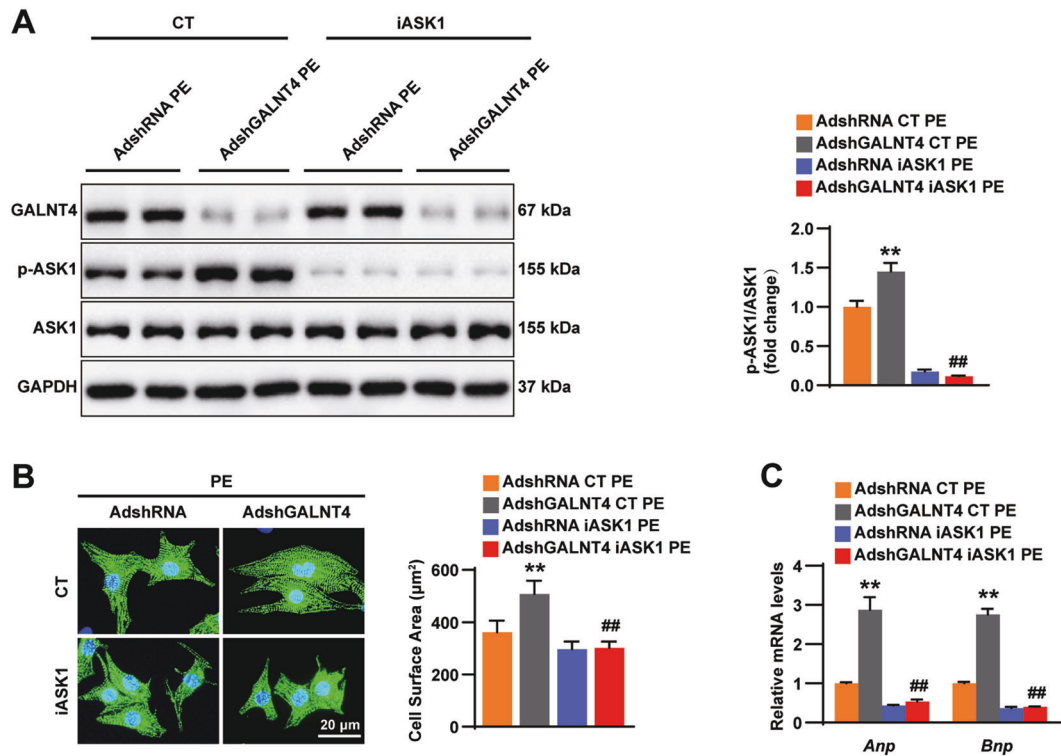 A
CT
iASK1
AdshRNA PE
AdshGALNT4 PE
AdshRNA PE
AdshGALNT4 PE
GALNT4
67 kDa
p-ASK1
155 kDa
ASK1
155 kDa
GAPDH
37 kDa
AdshRNA CT PE
AdshGALNT4 CT PE
AdshRNA iASK1 PE
AdshGALNT4 iASK1 PE
p-ASK1/ASK1
(fold change）
2.0
1.5
1.0
0.5
0.0
**
##
B
PE
AdshRNA
AdshGALNT4
CT
iASK1
20 μm
AdshRNA CT PE
AdshGALNT4 CT PE
AdshRNA iASK1 PE
AdshGALNT4 iASK1 PE
Cell Surface Area (μm²)
600
400
200
0
**
##
C
AdshRNA CT PE
AdshGALNT4 CT PE
AdshRNA iASK1 PE
AdshGALNT4 iASK1 PE
Relative mRNA levels
4
3
2
1
0
**
##
**
##
Anp
Bnp